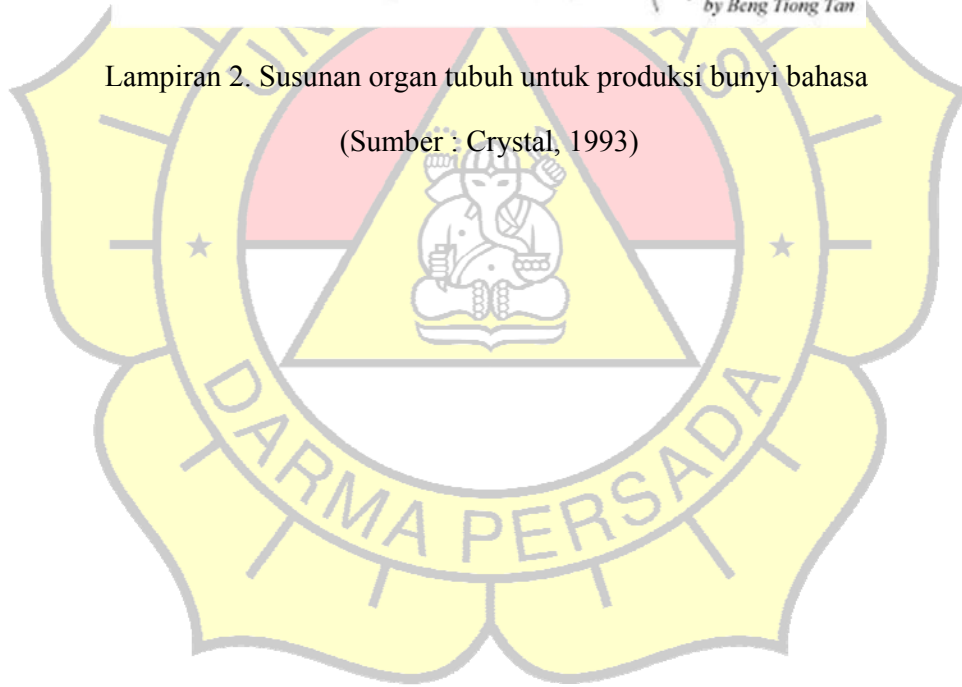 by Beng Tiong Tan
Lampiran 2. Susunan organ tubuh untuk produksi bunyi bahasa
(Sumber : Crystal, 1993)
DARMA PERSADA